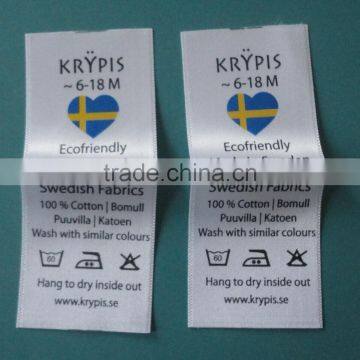 KRŸPIS
~ 6-18 M
Ecofriendly
Swedish Fabrics
100 % Cotton | Bomull
Puuvilla | Katoen
Wash with similar colours
60
Hang to dry inside out
www.krypis.se
KRŸPIS
~ 6-18 M
Ecofriendly
Swedish Fabrics
100 % Cotton | Bomull
Puuvilla | Katoen
Wash with similar colours
60
Hang to dry inside out
www.krypis.se
trade.china.cn